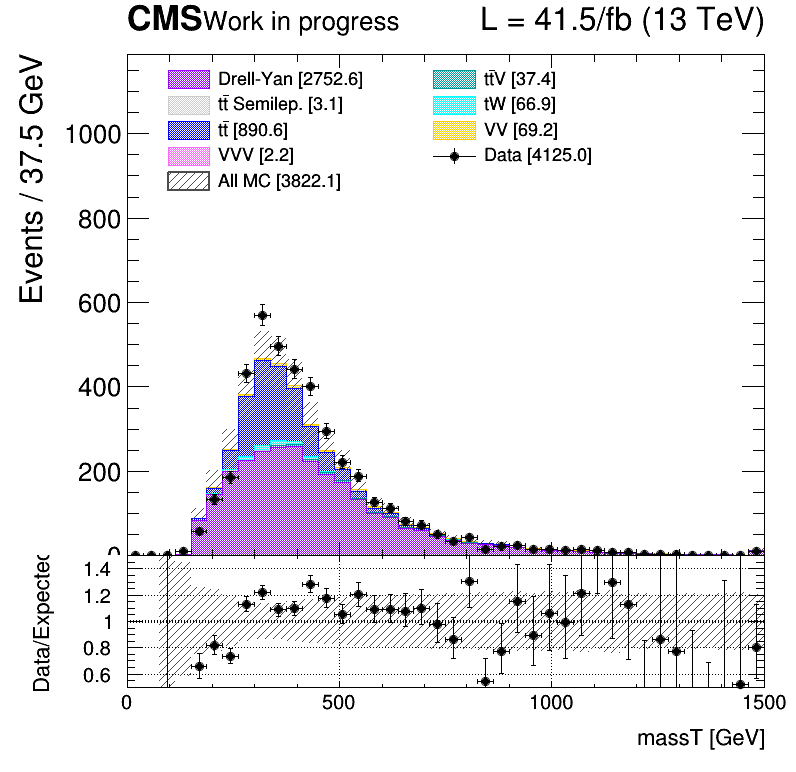 CMS Work in progress L = 41.5/fb (13 TeV)
Events / 37.5 GeV
Drell-Yan [2752.6]
tt̄ Semilep. [3.1]
tt̄ [890.6]
VVV [2.2]
All MC [3822.1]
tt̄V [37.4]
tW [66.9]
VV [69.2]
Data [4125.0]
1000
800
600
400
200
0
Data/Expected
1.4
1.2
1
0.8
0.6
0 500 1000 1500
massT [GeV]